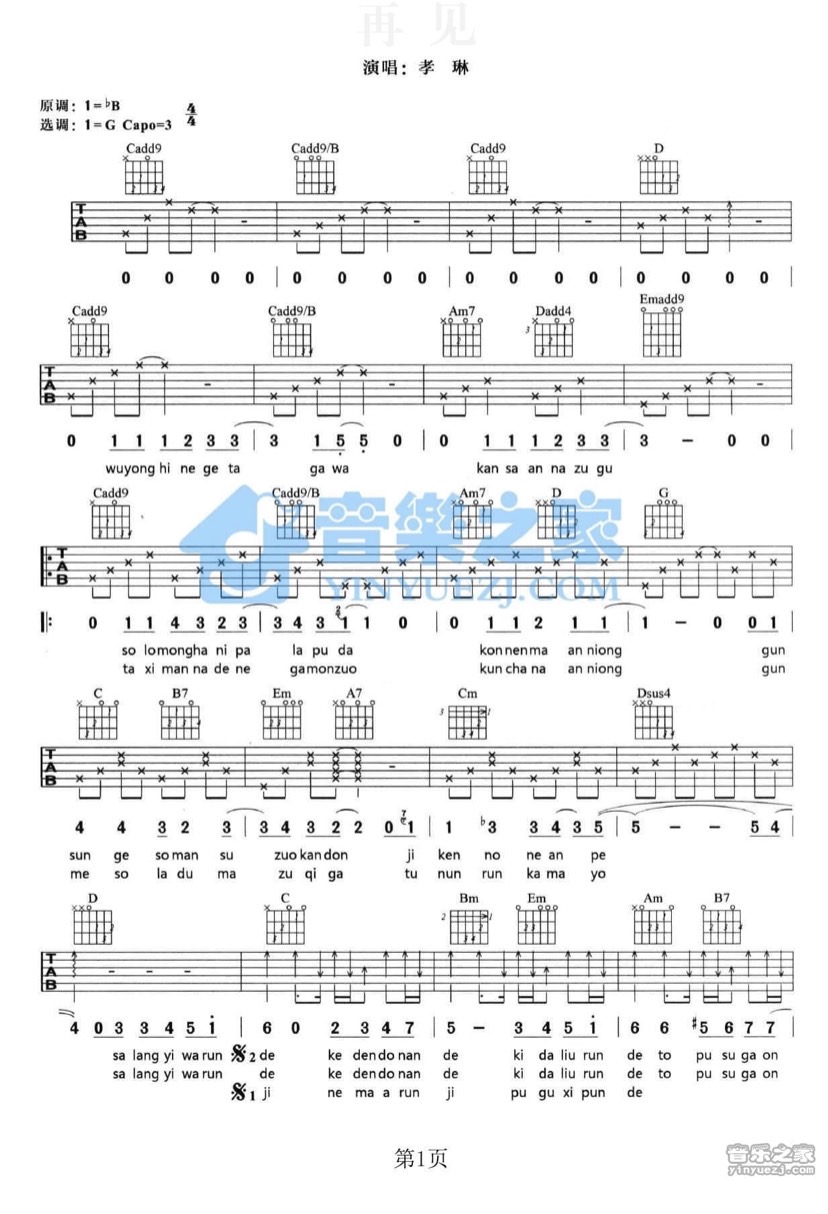 再 见
演唱：孝 琳
原调：1=♭B 4/4
选调：1=G Capo=3
Cadd9 Cadd9/B Cadd9 D
T A B
0 0 0 0 | 0 0 0 0 | 0 0 0 0 | 0 0 0 0 |
Cadd9 Cadd9/B Am7 Dadd4 Emadd9
3
T A B
0 1 1 1 2 3 3 | 3 1 5 5 0 | 0 1 1 1 2 3 3 | 3 – 0 0 |
wuyong hi ne ge ta ga wa kan sa an na zu gu
Cadd9 Cadd9/B Am7 D G
音樂之家
YINYUEZJ.COM
T A B
0 1 1 4 3 2 3 | 3 4 3 1 1 0 | 0 1 1 2 1 1 | 1 – 0 0 1 |
so lomongha ni pa la pu da konnenma an niong gun
ta xi man na de ne gamonzuo kun cha na an niong gun
C B7 Em A7 Cm Dsus4
3 1
T A B
4 4 3 2 3 | 3 4 3 2 2 0 1 | 1 ♭3 3 4 3 5 | 5 – – 5 4 |
sun ge so man su zuo kan don ji ken no ne an pe
me so la du ma zu qi ga tu nun run ka ma yo
D C Bm Em Am B7
2 1
T A B
4 0 3 3 4 5 1 | 6 0 2 3 4 7 | 5 – 3 4 5 1 | 6 6 #5 6 7 7 |
sa lang yi wa run 2 de ke den do nan de ki da liu run de to pu su ga on
sa lang yi wa run de ke den do nan de ki da liu run de to pu su ga on
1 ji ne ma a run ji pu gu xi pun de
第1页
音乐之家
yinyuezj.com